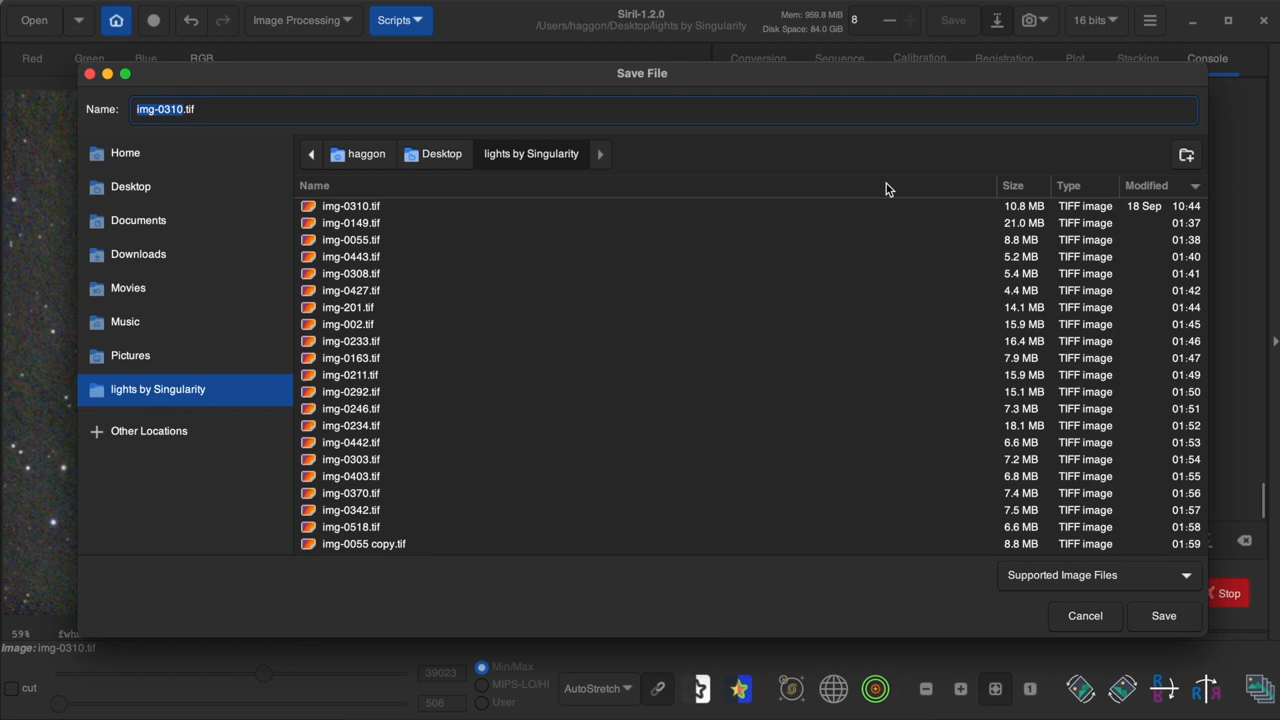 Open Image Processing Scripts Siril-1.2.0 Mem: 959.8 MiB 8 Save 16 bits
/Users/haggon/Desktop/lights by Singularity Disk Space: 84.0 GiB
Red Green Blue RGB Conversion Sequence Calibration Registration Plot Stacking Console
Save File
Name: img-0310.tif
Home
Desktop
Documents
Downloads
Movies
Music
Pictures
lights by Singularity
Other Locations
haggon Desktop lights by Singularity
Name Size Type Modified
img-0310.tif 10.8 MB TIFF image 18 Sep 10:44
img-0149.tif 21.0 MB TIFF image 01:37
img-0055.tif 8.8 MB TIFF image 01:38
img-0443.tif 5.2 MB TIFF image 01:40
img-0308.tif 5.4 MB TIFF image 01:41
img-0427.tif 4.4 MB TIFF image 01:42
img-201.tif 14.1 MB TIFF image 01:44
img-002.tif 15.9 MB TIFF image 01:45
img-0233.tif 16.4 MB TIFF image 01:46
img-0163.tif 7.9 MB TIFF image 01:47
img-0211.tif 15.9 MB TIFF image 01:49
img-0292.tif 15.1 MB TIFF image 01:50
img-0246.tif 7.3 MB TIFF image 01:51
img-0234.tif 18.1 MB TIFF image 01:52
img-0442.tif 6.6 MB TIFF image 01:53
img-0303.tif 7.2 MB TIFF image 01:54
img-0403.tif 6.8 MB TIFF image 01:55
img-0370.tif 7.4 MB TIFF image 01:56
img-0342.tif 7.5 MB TIFF image 01:57
img-0518.tif 6.6 MB TIFF image 01:58
img-0055 copy.tif 8.8 MB TIFF image 01:59
Supported Image Files
Stop
Cancel Save
59%
Image: img-0310.tif
cut 39023 Min/Max
MIPS-LO/HI AutoStretch
506 User